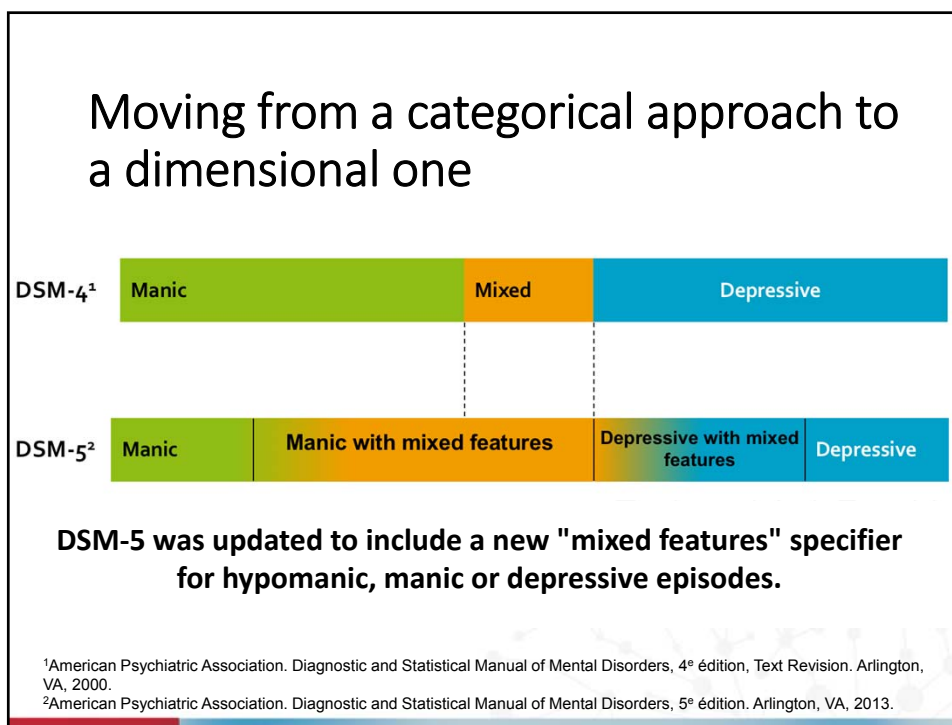 Moving from a categorical approach to
a dimensional one
DSM-4¹ Manic Mixed Depressive
DSM-5² Manic Manic with mixed features Depressive with mixed features Depressive
DSM-5 was updated to include a new "mixed features" specifier
for hypomanic, manic or depressive episodes.
¹American Psychiatric Association. Diagnostic and Statistical Manual of Mental Disorders, 4ᵉ édition, Text Revision. Arlington,
VA, 2000.
²American Psychiatric Association. Diagnostic and Statistical Manual of Mental Disorders, 5ᵉ édition. Arlington, VA, 2013.